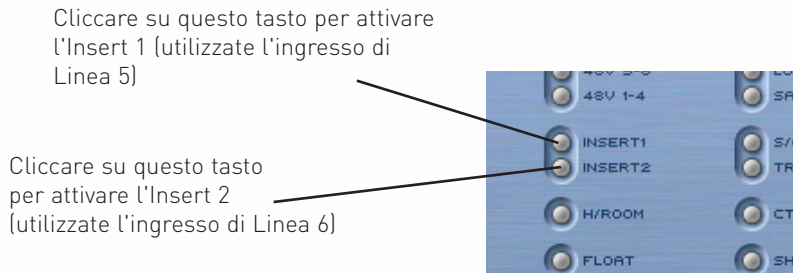 Cliccare su questo tasto per attivare
l'Insert 1 (utilizzate l'ingresso di
Linea 5)
Cliccare su questo tasto
per attivare l'Insert 2
(utilizzate l'ingresso di Linea 6)
48V 1-4
INSERT1
INSERT2
H/ROOM
FLOAT